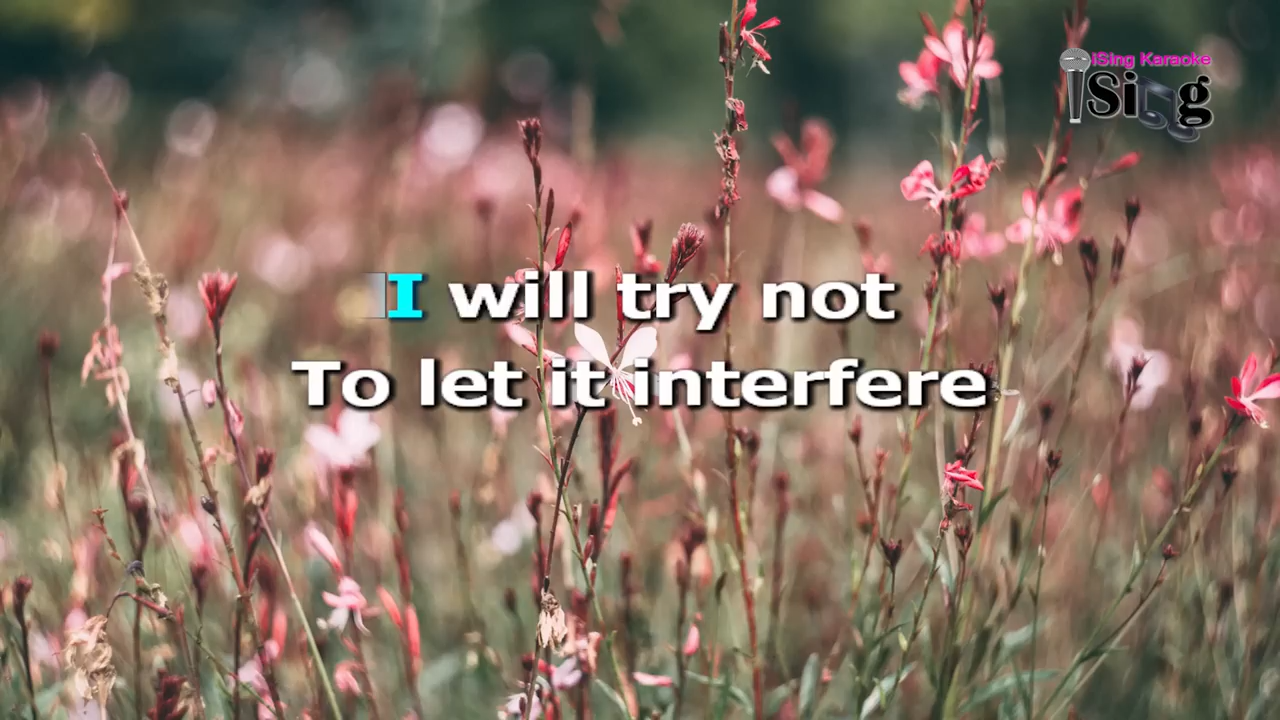 iSing Karaoke
iSing
I will try not
To let it interfere